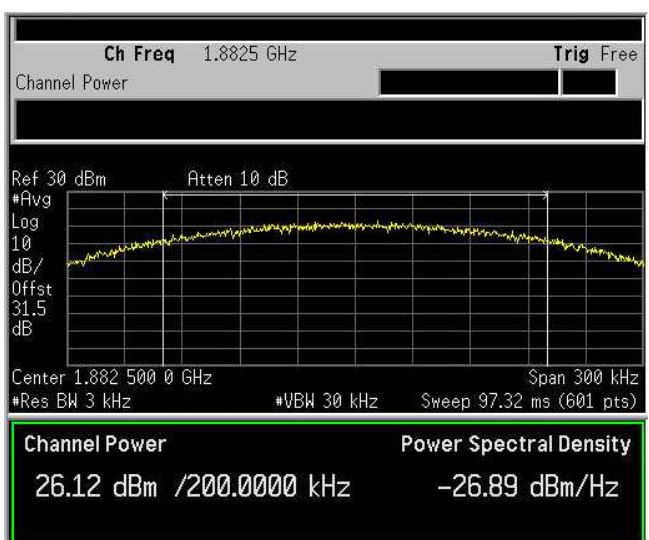 Ch Freq 1.8825 GHz Trig Free
Channel Power
Ref 30 dBm Atten 10 dB
#Avg
Log
10
dB/
Offst
31.5
dB
Center 1.882 500 0 GHz Span 300 kHz
#Res BW 3 kHz #VBW 30 kHz Sweep 97.32 ms (601 pts)
Channel Power Power Spectral Density
26.12 dBm /200.0000 kHz -26.89 dBm/Hz